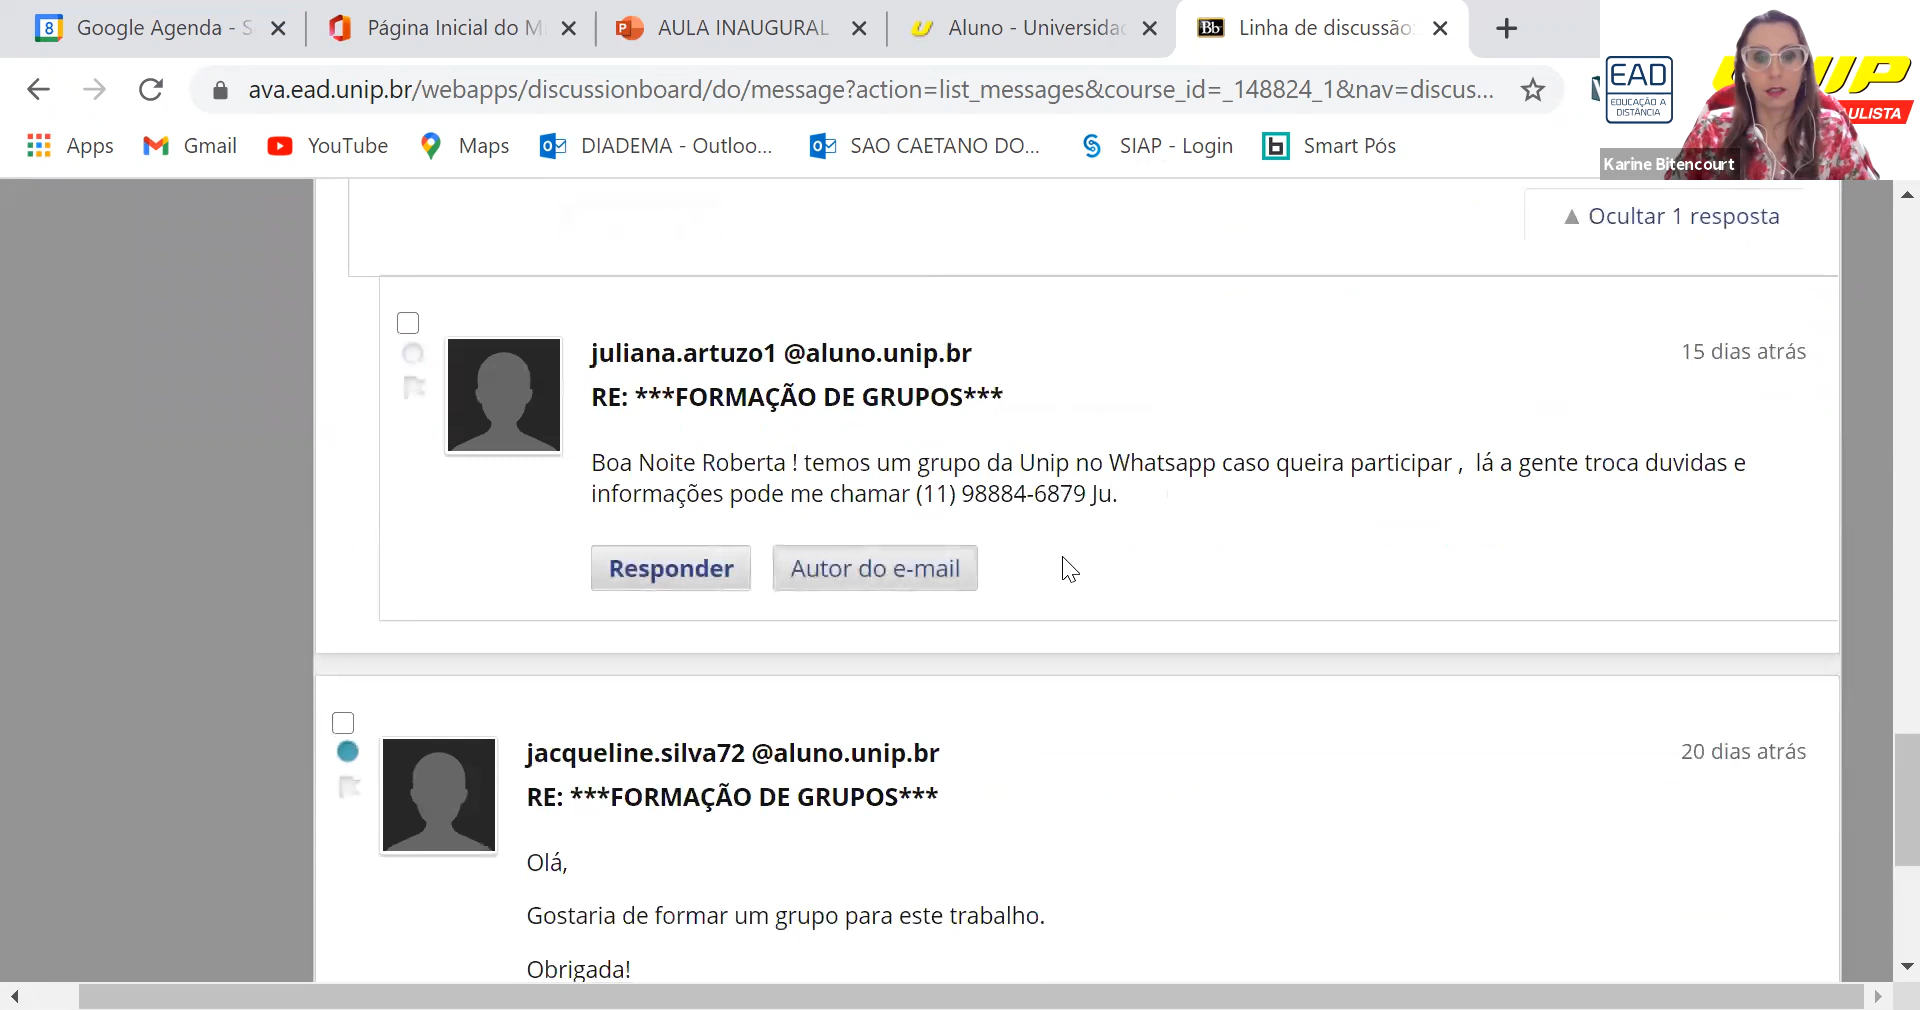 Google Agenda - S
Página Inicial do M
AULA INAUGURAL
Aluno - Universida
Bb
Linha de discussão:
ava.ead.unip.br/webapps/discussionboard/do/message?action=list_messages&course_id=_148824_1&nav=discus...
EAD
EDUCAÇÃO A
DISTÂNCIA
UNIP
ULISTA
Apps
Gmail
YouTube
Maps
DIADEMA - Outloo...
SAO CAETANO DO...
SIAP - Login
Smart Pós
Karine Bitencourt
▲ Ocultar 1 resposta
juliana.artuzo1 @aluno.unip.br
15 dias atrás
RE: ***FORMAÇÃO DE GRUPOS***
Boa Noite Roberta ! temos um grupo da Unip no Whatsapp caso queira participar , lá a gente troca duvidas e
informações pode me chamar (11) 98884-6879 Ju.
Responder
Autor do e-mail
jacqueline.silva72 @aluno.unip.br
20 dias atrás
RE: ***FORMAÇÃO DE GRUPOS***
Olá,
Gostaria de formar um grupo para este trabalho.
Obrigada!